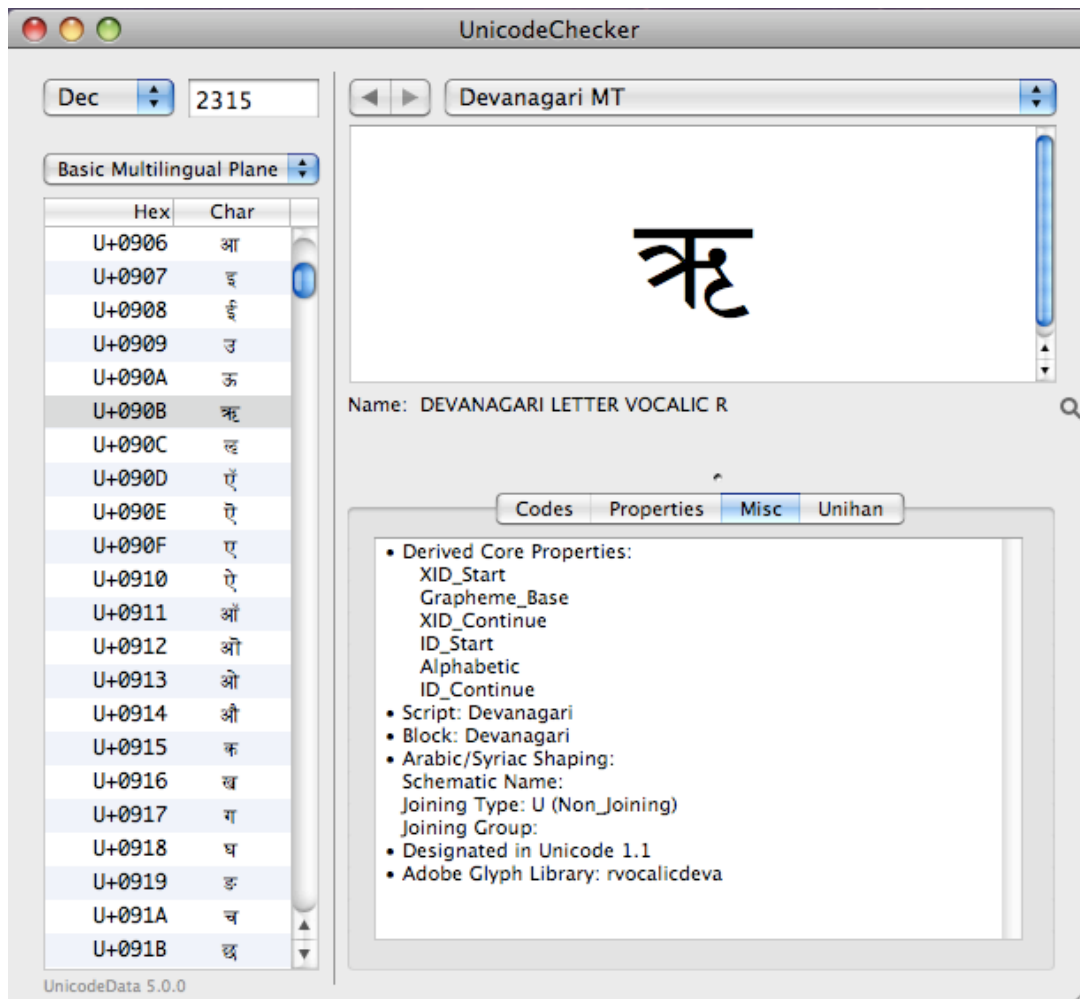 UnicodeChecker
Dec 2315
Basic Multilingual Plane
Hex Char
U+0906 आ
U+0907 इ
U+0908 ई
U+0909 उ
U+090A ऊ
U+090B ऋ
U+090C ऌ
U+090D ऍ
U+090E ऎ
U+090F ए
U+0910 ऐ
U+0911 ऑ
U+0912 ऒ
U+0913 ओ
U+0914 औ
U+0915 क
U+0916 ख
U+0917 ग
U+0918 घ
U+0919 ङ
U+091A च
U+091B छ
UnicodeData 5.0.0
Devanagari MT
ऋ
Name: DEVANAGARI LETTER VOCALIC R
Codes Properties Misc Unihan
• Derived Core Properties:
XID_Start
Grapheme_Base
XID_Continue
ID_Start
Alphabetic
ID_Continue
• Script: Devanagari
• Block: Devanagari
• Arabic/Syriac Shaping:
Schematic Name:
Joining Type: U (Non_Joining)
Joining Group:
• Designated in Unicode 1.1
• Adobe Glyph Library: rvocalicdeva